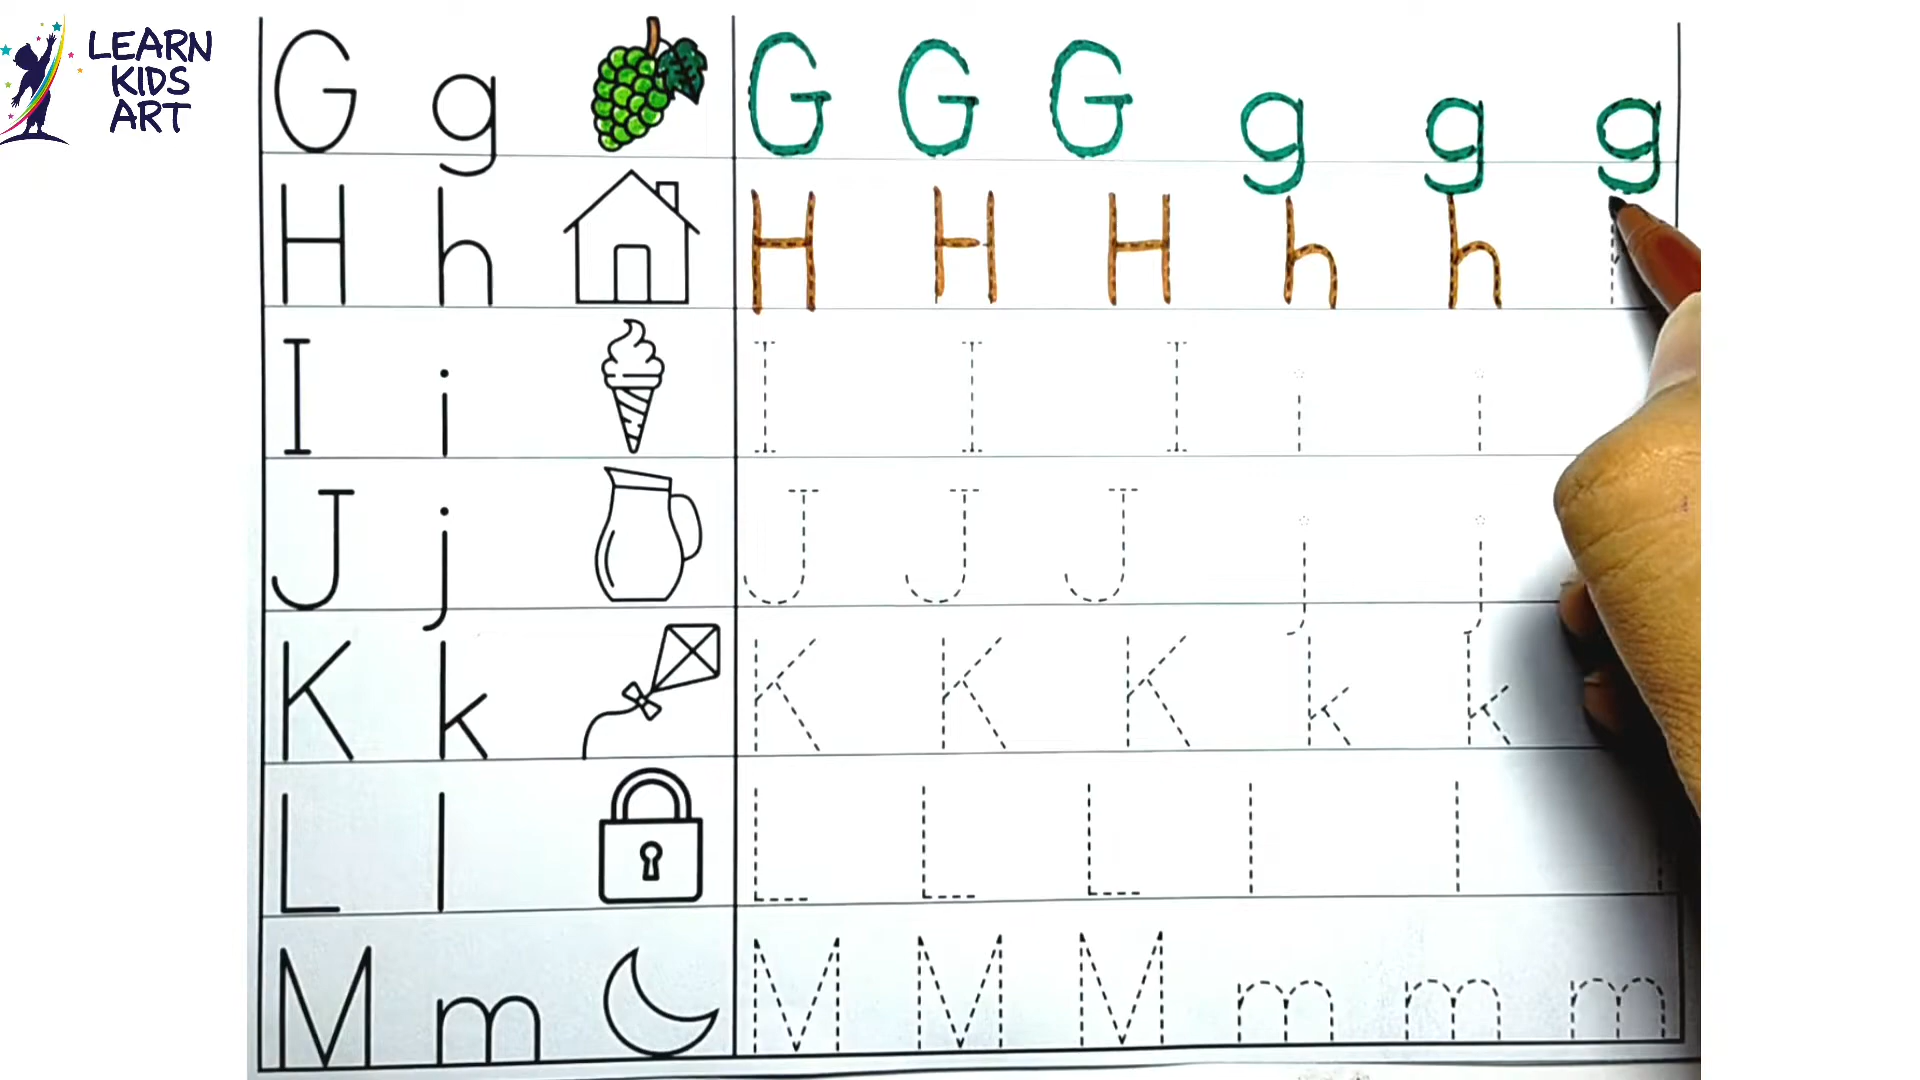 LEARN
KIDS
ART
G g G G G g g g
H h H H H h h
I i I I I i i
J j J J J j j
K k K K K k k
L l L L L l l l
M m M M M m m m